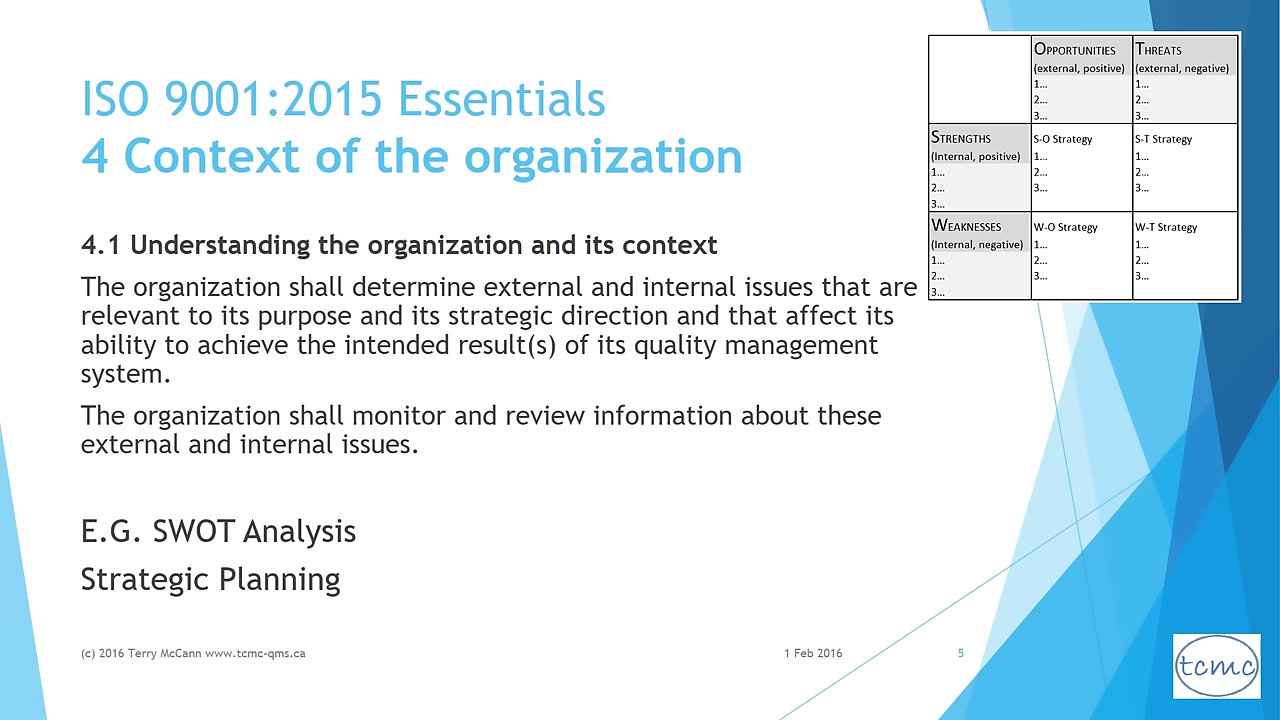 ISO 9001:2015 Essentials
4 Context of the organization
4.1 Understanding the organization and its context
The organization shall determine external and internal issues that are
relevant to its purpose and its strategic direction and that affect its
ability to achieve the intended result(s) of its quality management
system.
The organization shall monitor and review information about these
external and internal issues.
E.G. SWOT Analysis
Strategic Planning
OPPORTUNITIES
(external, positive)
1...
2...
3...
THREATS
(external, negative)
1...
2...
3...
STRENGTHS
(Internal, positive)
1...
2...
3...
S-O Strategy
1...
2...
3...
S-T Strategy
1...
2...
3...
WEAKNESSES
(Internal, negative)
1...
2...
3...
W-O Strategy
1...
2...
3...
W-T Strategy
1...
2...
3...
(c) 2016 Terry McCann www.tcmc-qms.ca
1 Feb 2016
5
tcmc